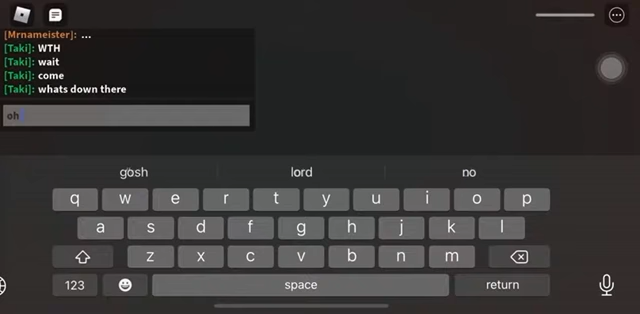 [Mrnameister]: ...
[Taki]: WTH
[Taki]: wait
[Taki]: come
[Taki]: whats down there
oh
gosh lord no
q w e r t y u i o p
a s d f g h j k l
z x c v b n m
123 space return